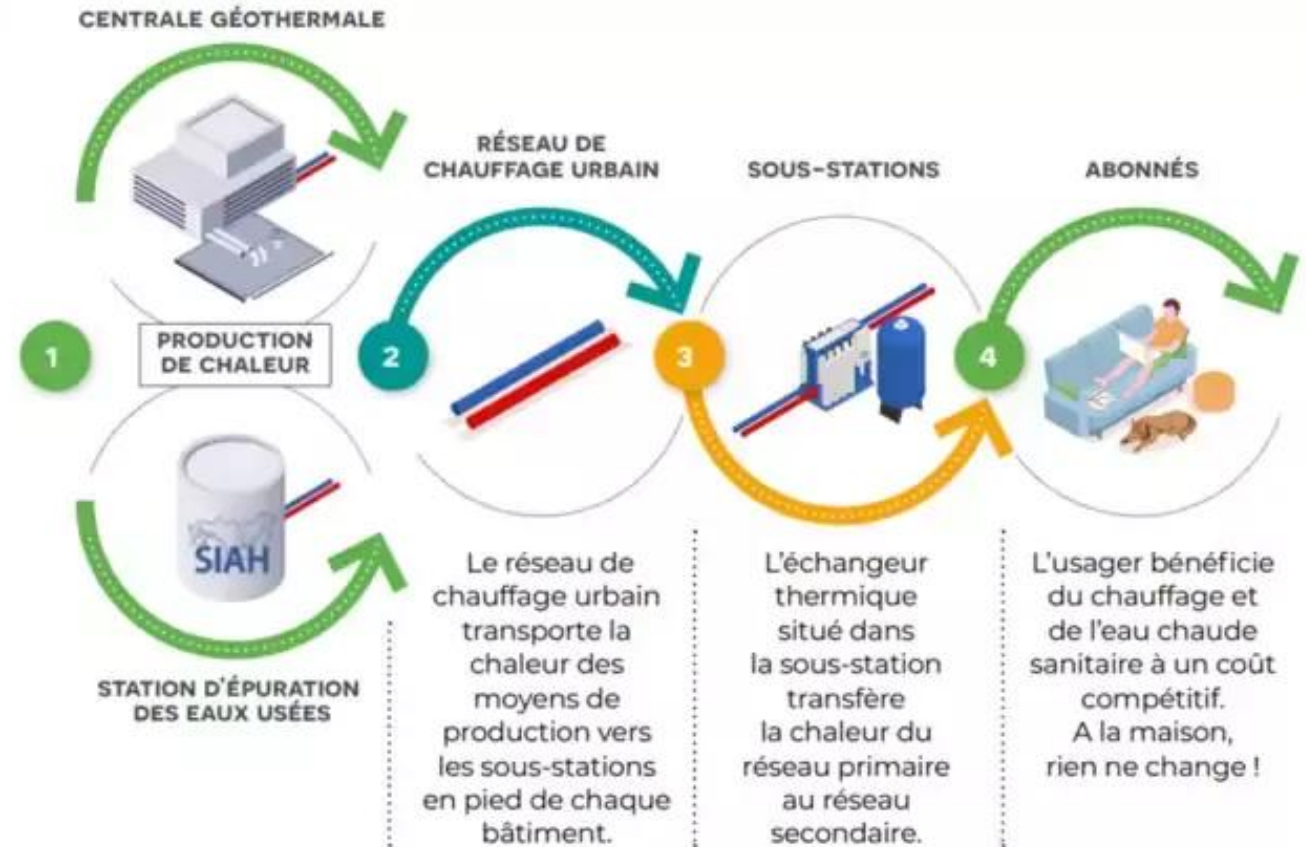 CENTRALE GÉOTHERMALE
1
PRODUCTION
DE CHALEUR
SIAH
STATION D'ÉPURATION
DES EAUX USÉES
RÉSEAU DE
CHAUFFAGE URBAIN
2
Le réseau de
chauffage urbain
transporte la
chaleur des
moyens de
production vers
les sous-stations
en pied de chaque
bâtiment.
SOUS-STATIONS
3
L'échangeur
thermique
situé dans
la sous-station
transfère
la chaleur du
réseau primaire
au réseau
secondaire.
ABONNÉS
4
L'usager bénéficie
du chauffage et
de l'eau chaude
sanitaire à un coût
compétitif.
A la maison,
rien ne change !